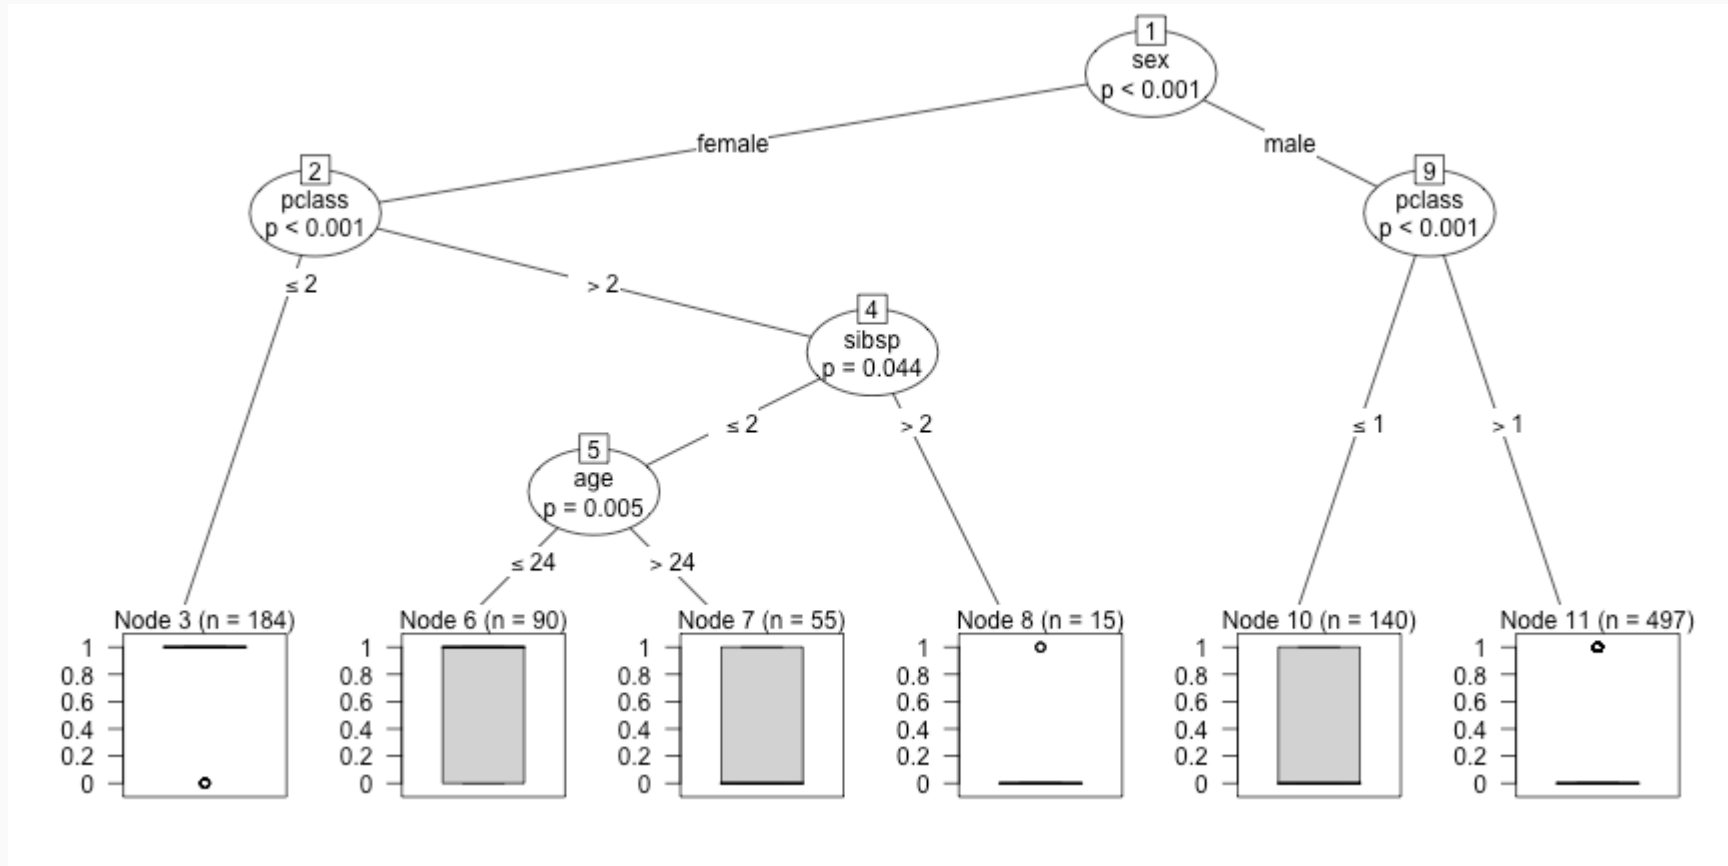 1
sex
p < 0.001
female
male
2
pclass
p < 0.001
9
pclass
p < 0.001
≤ 2
> 2
4
sibsp
p = 0.044
≤ 2
> 2
≤ 1
> 1
5
age
p = 0.005
≤ 24
> 24
Node 3 (n = 184)
1
0.8
0.6
0.4
0.2
0
Node 6 (n = 90)
1
0.8
0.6
0.4
0.2
0
Node 7 (n = 55)
1
0.8
0.6
0.4
0.2
0
Node 8 (n = 15)
1
0.8
0.6
0.4
0.2
0
Node 10 (n = 140)
1
0.8
0.6
0.4
0.2
0
Node 11 (n = 497)
1
0.8
0.6
0.4
0.2
0